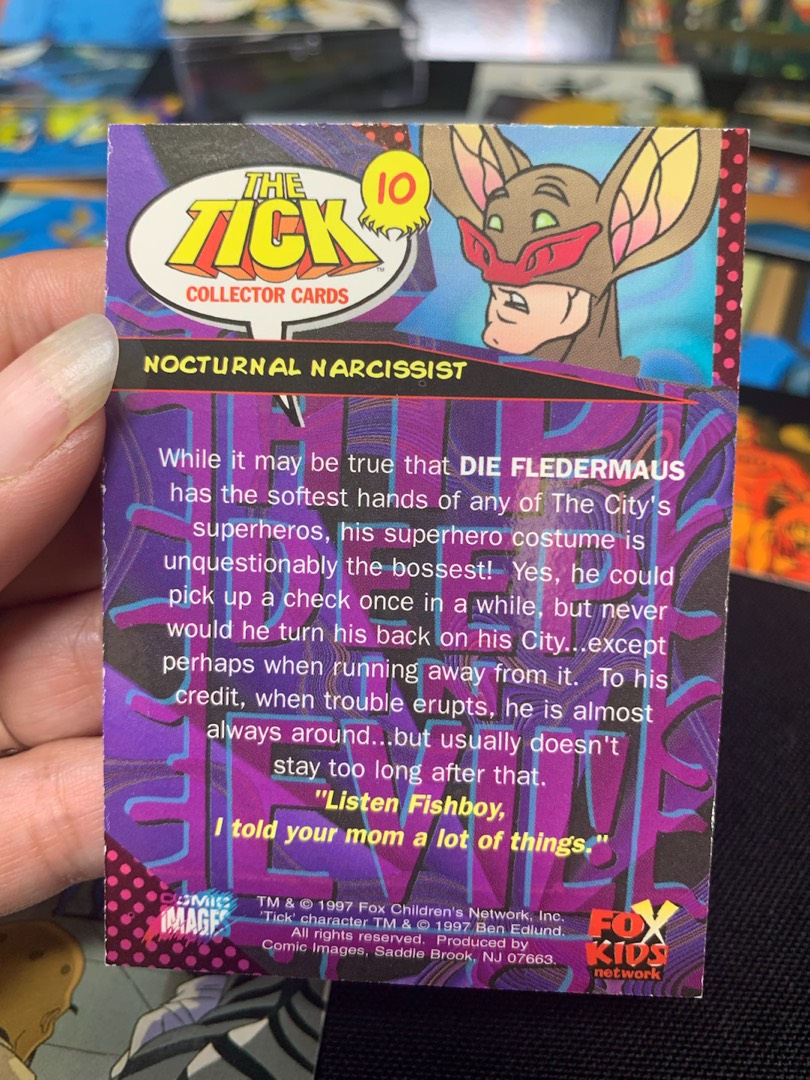 THE
TICK™
10
COLLECTOR CARDS
NOCTURNAL NARCISSIST
While it may be true that DIE FLEDERMAUS
has the softest hands of any of The City's
superheros, his superhero costume is
unquestionably the bossest! Yes, he could
pick up a check once in a while, but never
would he turn his back on his City...except
perhaps when running away from it. To his
credit, when trouble erupts, he is almost
always around...but usually doesn't
stay too long after that.
"Listen Fishboy,
I told your mom a lot of things."
HIP
DEEP
IN
EVIL!
COMIC
IMAGES
TM & © 1997 Fox Children's Network, Inc.
'Tick' character TM & © 1997 Ben Edlund.
All rights reserved. Produced by
Comic Images, Saddle Brook, NJ 07663.
FOX
KIDS
network